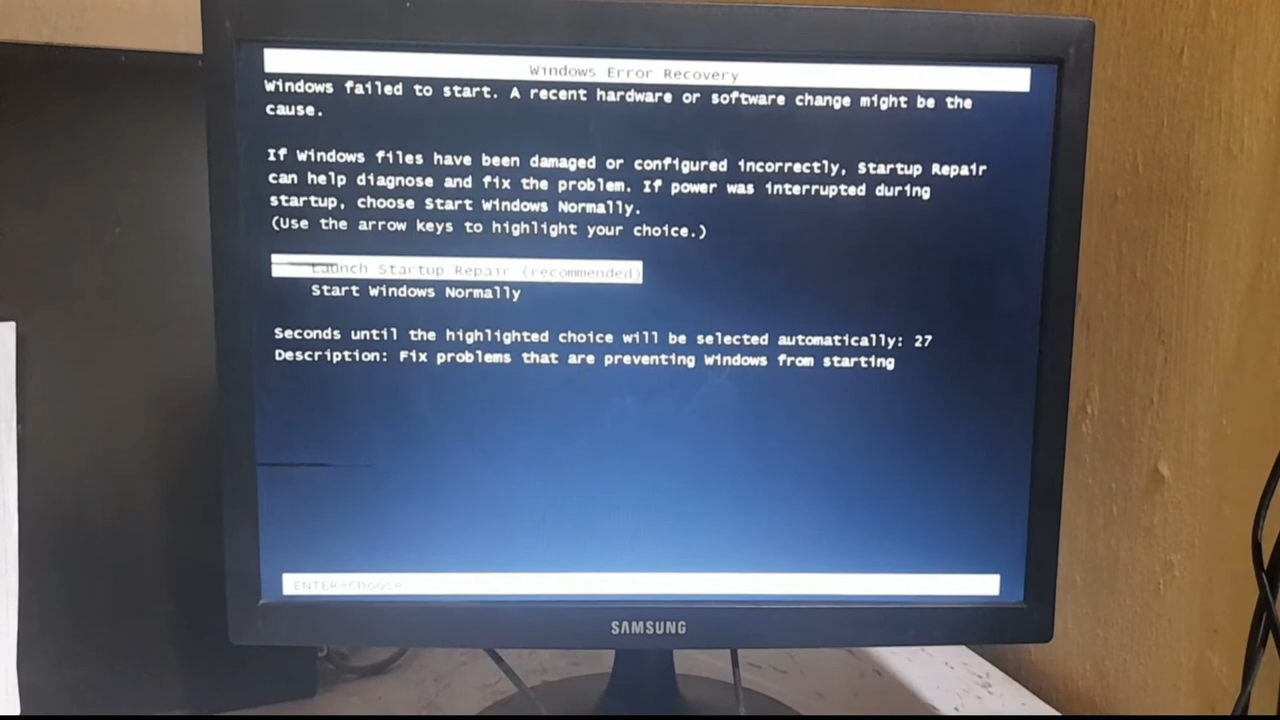 Windows Error Recovery
Windows failed to start. A recent hardware or software change might be the
cause.
If Windows files have been damaged or configured incorrectly, Startup Repair
can help diagnose and fix the problem. If power was interrupted during
startup, choose Start Windows Normally.
(Use the arrow keys to highlight your choice.)
Launch Startup Repair (recommended)
Start Windows Normally
Seconds until the highlighted choice will be selected automatically: 27
Description: Fix problems that are preventing Windows from starting
ENTER=Choose
SAMSUNG